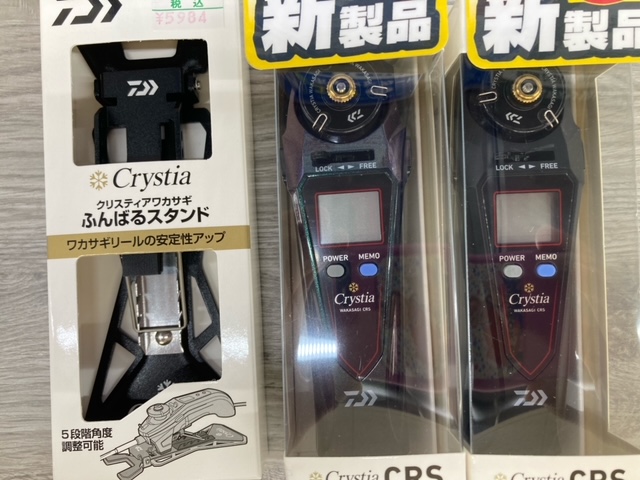 税込
¥5984
Crystia
クリスティアワカサギ
ふんばるスタンド
ワカサギリールの安定性アップ
5段階角度
調整可能
新製品
LOCK ◄ ► FREE
POWER MEMO
Crystia
WAKASAGI CRS
Crystia CRS
新製品
LOCK ◄ ► FREE
POWER MEMO
Crystia
WAKASAGI CRS
Crystia CRS